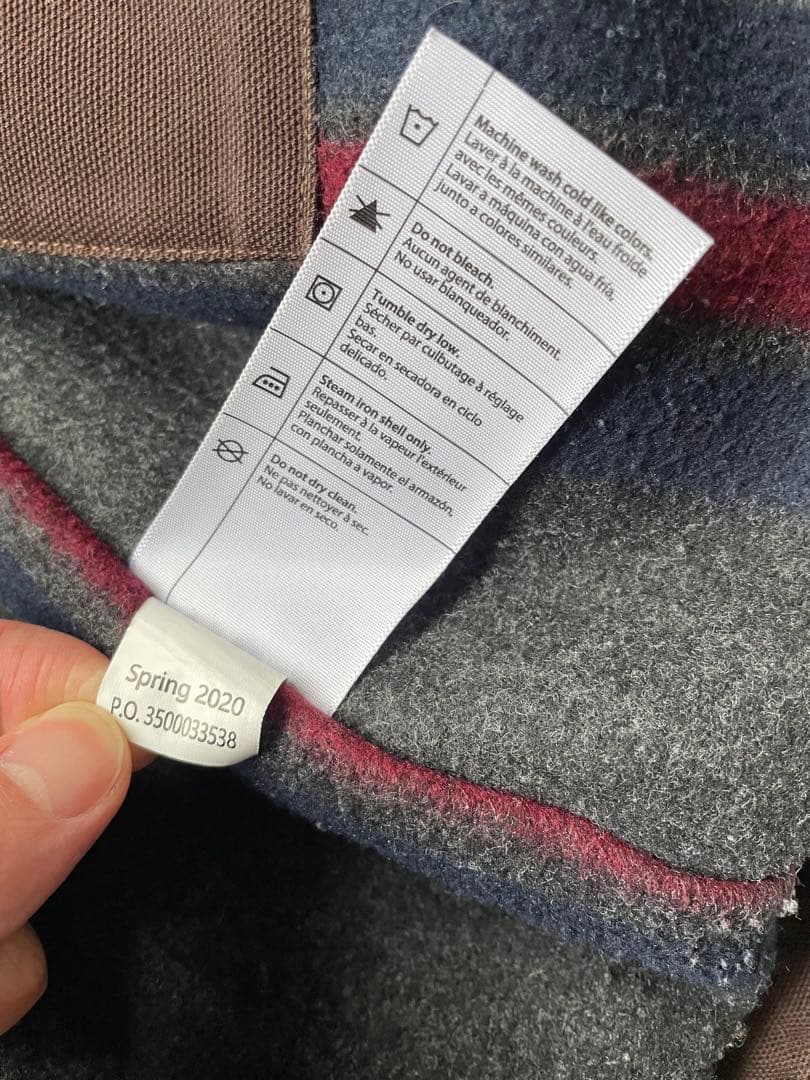 Machine wash cold like colors.
Laver à la machine à l'eau froide
avec les mêmes couleurs.
Lavar a máquina con agua fría,
junto a colores similares.
Do not bleach.
Aucun agent de blanchiment.
No usar blanqueador.
Tumble dry low.
Sécher par culbutage à réglage
bas.
Secar en secadora en ciclo
delicado.
Steam iron shell only.
Repasser à la vapeur l'extérieur
seulement.
Planchar solamente el armazón,
con plancha a vapor.
Do not dry clean.
Ne pas nettoyer à sec.
No lavar en seco.
Spring 2020
P.O. 3500033538